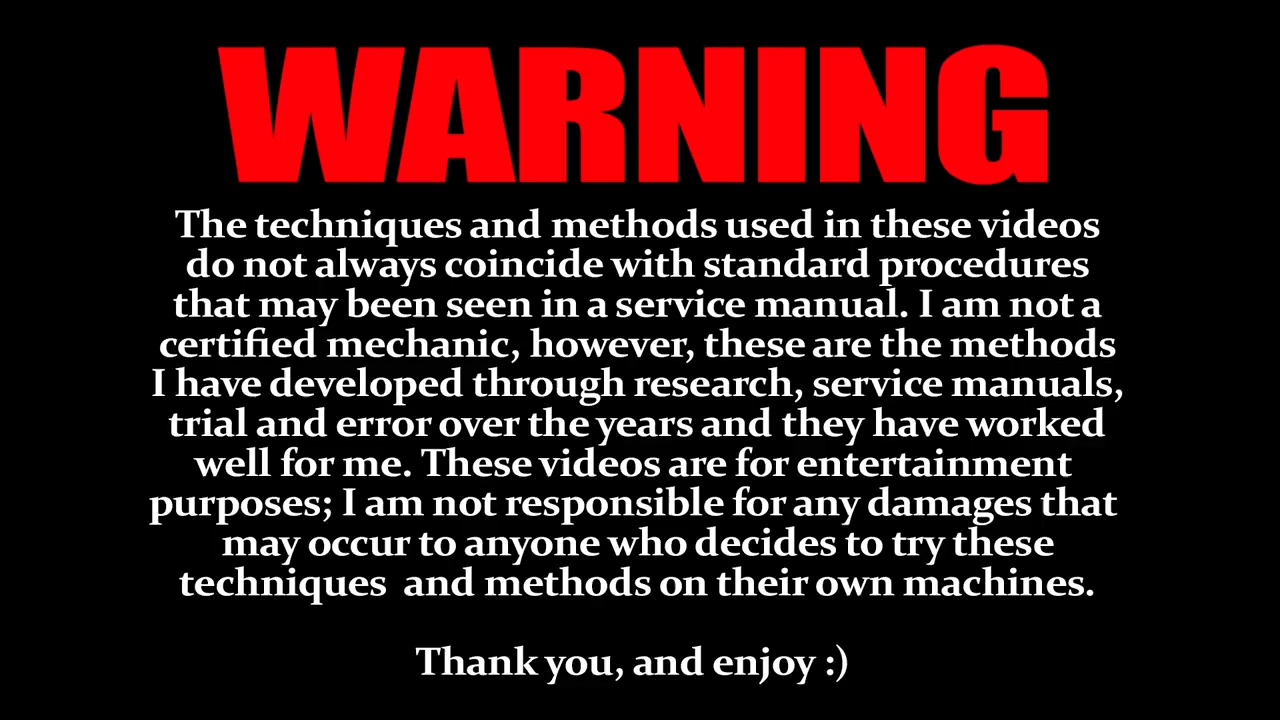 WARNING
The techniques and methods used in these videos
do not always coincide with standard procedures
that may been seen in a service manual. I am not a
certified mechanic, however, these are the methods
I have developed through research, service manuals,
trial and error over the years and they have worked
well for me. These videos are for entertainment
purposes; I am not responsible for any damages that
may occur to anyone who decides to try these
techniques  and methods on their own machines.
Thank you, and enjoy :)